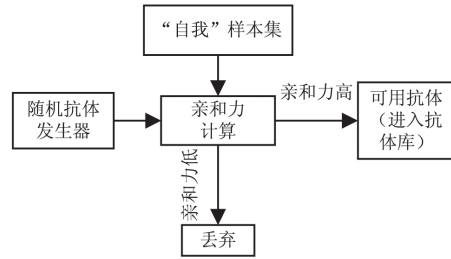 “自我”样本集
随机抗体
发生器
亲和力
计算
亲和力高
可用抗体
（进入抗
体库）
亲和力低
丢弃